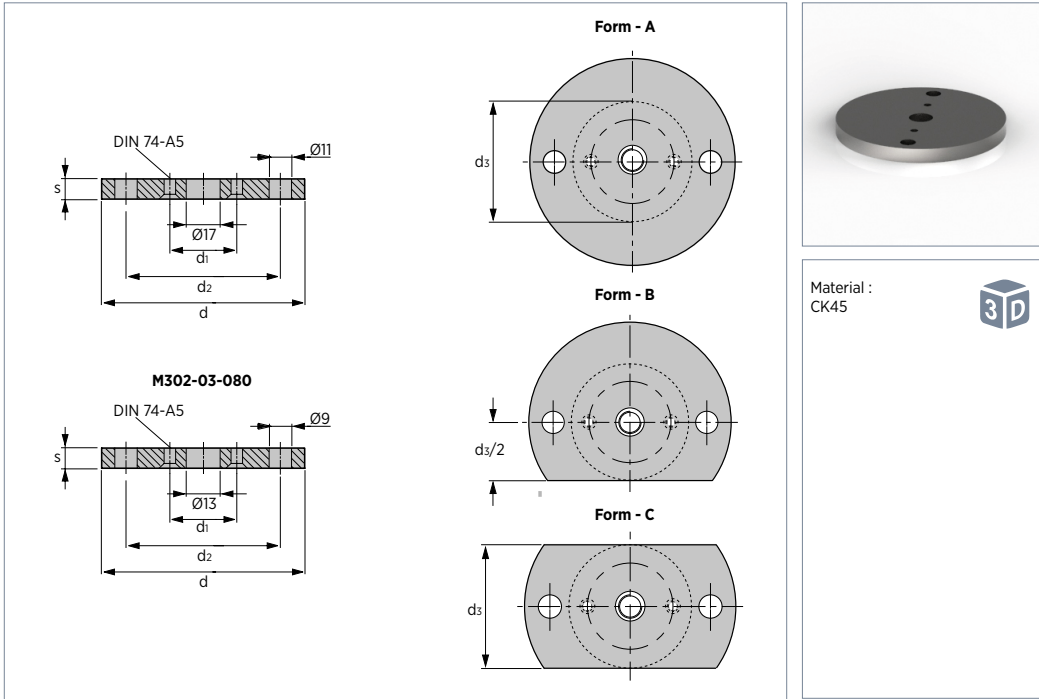 DIN 74-A5
Ø11
s
Ø17
d1
d2
d
M302-03-080
DIN 74-A5
Ø9
s
Ø13
d1
d2
d
Form - A
d3
Form - B
d3/2
Form - C
d3
Material :
CK45
3D